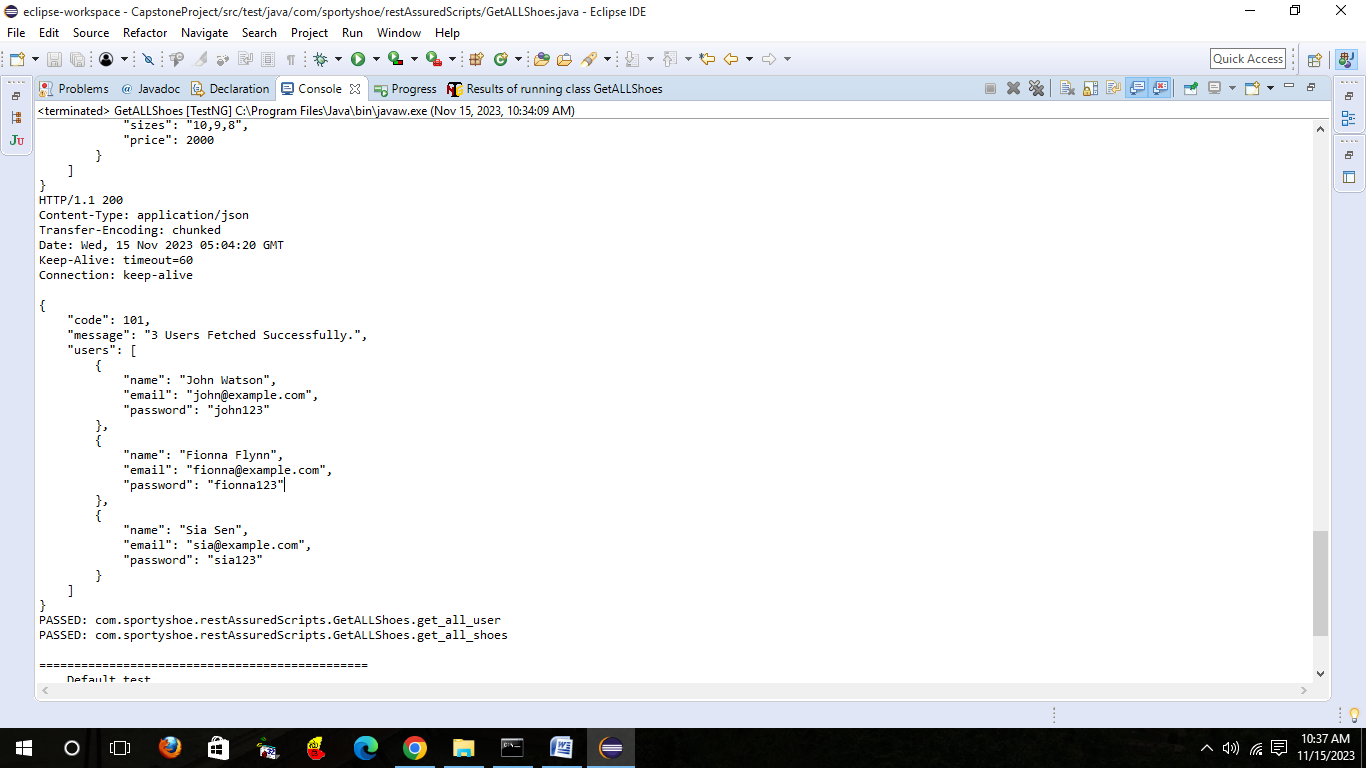 eclipse-workspace - CapstoneProject/src/test/java/com/sportyshoe/restAssuredScripts/GetALLShoes.java - Eclipse IDE
File Edit Source Refactor Navigate Search Project Run Window Help
Quick Access
Problems @ Javadoc Declaration Console Progress Results of running class GetALLShoes
<terminated> GetALLShoes [TestNG] C:\Program Files\Java\bin\javaw.exe (Nov 15, 2023, 10:34:09 AM)
            "sizes": "10,9,8",
            "price": 2000
        }
    ]
}
HTTP/1.1 200
Content-Type: application/json
Transfer-Encoding: chunked
Date: Wed, 15 Nov 2023 05:04:20 GMT
Keep-Alive: timeout=60
Connection: keep-alive
{
    "code": 101,
    "message": "3 Users Fetched Successfully.",
    "users": [
        {
            "name": "John Watson",
            "email": "john@example.com",
            "password": "john123"
        },
        {
            "name": "Fionna Flynn",
            "email": "fionna@example.com",
            "password": "fionna123"
        },
        {
            "name": "Sia Sen",
            "email": "sia@example.com",
            "password": "sia123"
        }
    ]
}
PASSED: com.sportyshoe.restAssuredScripts.GetALLShoes.get_all_user
PASSED: com.sportyshoe.restAssuredScripts.GetALLShoes.get_all_shoes
===============================================
    Default test
10:37 AM
11/15/2023